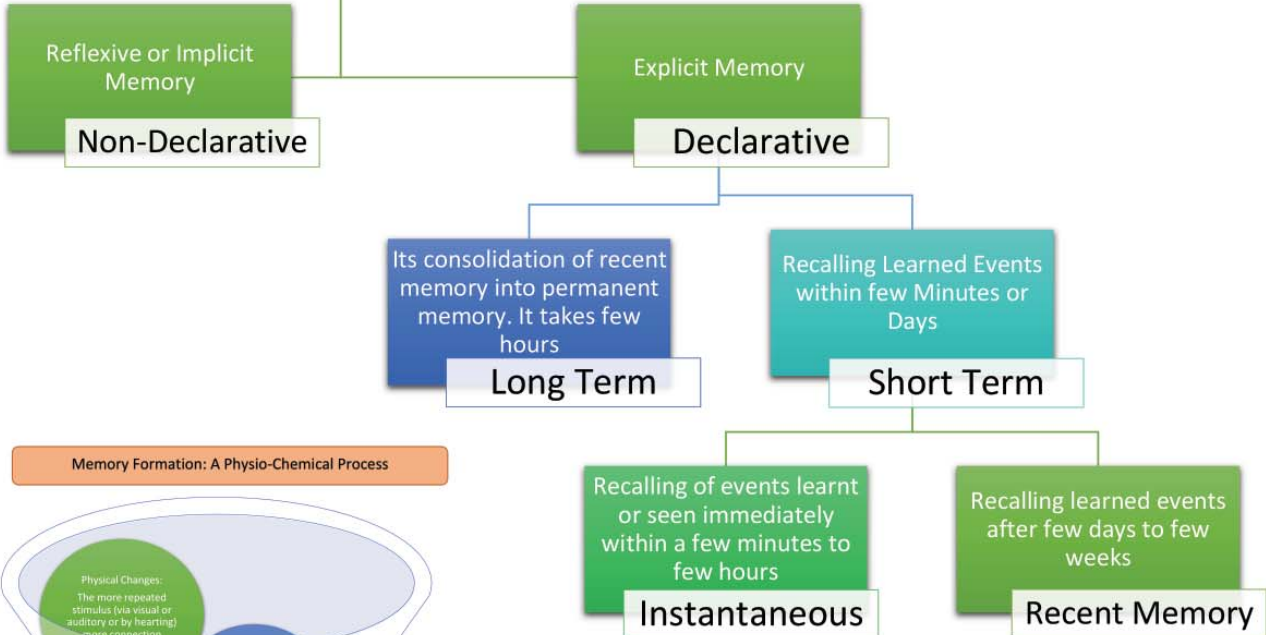 Reflexive or Implicit
Memory
Non-Declarative
Explicit Memory
Declarative
Its consolidation of recent
memory into permanent
memory. It takes few
hours
Long Term
Recalling Learned Events
within few Minutes or
Days
Short Term
Recalling of events learnt
or seen immediately
within a few minutes to
few hours
Instantaneous
Recalling learned events
after few days to few
weeks
Recent Memory
Memory Formation: A Physio-Chemical Process
Physical Changes:
The more repeated
stimulus (via visual or
auditory or by hearting)
more connection